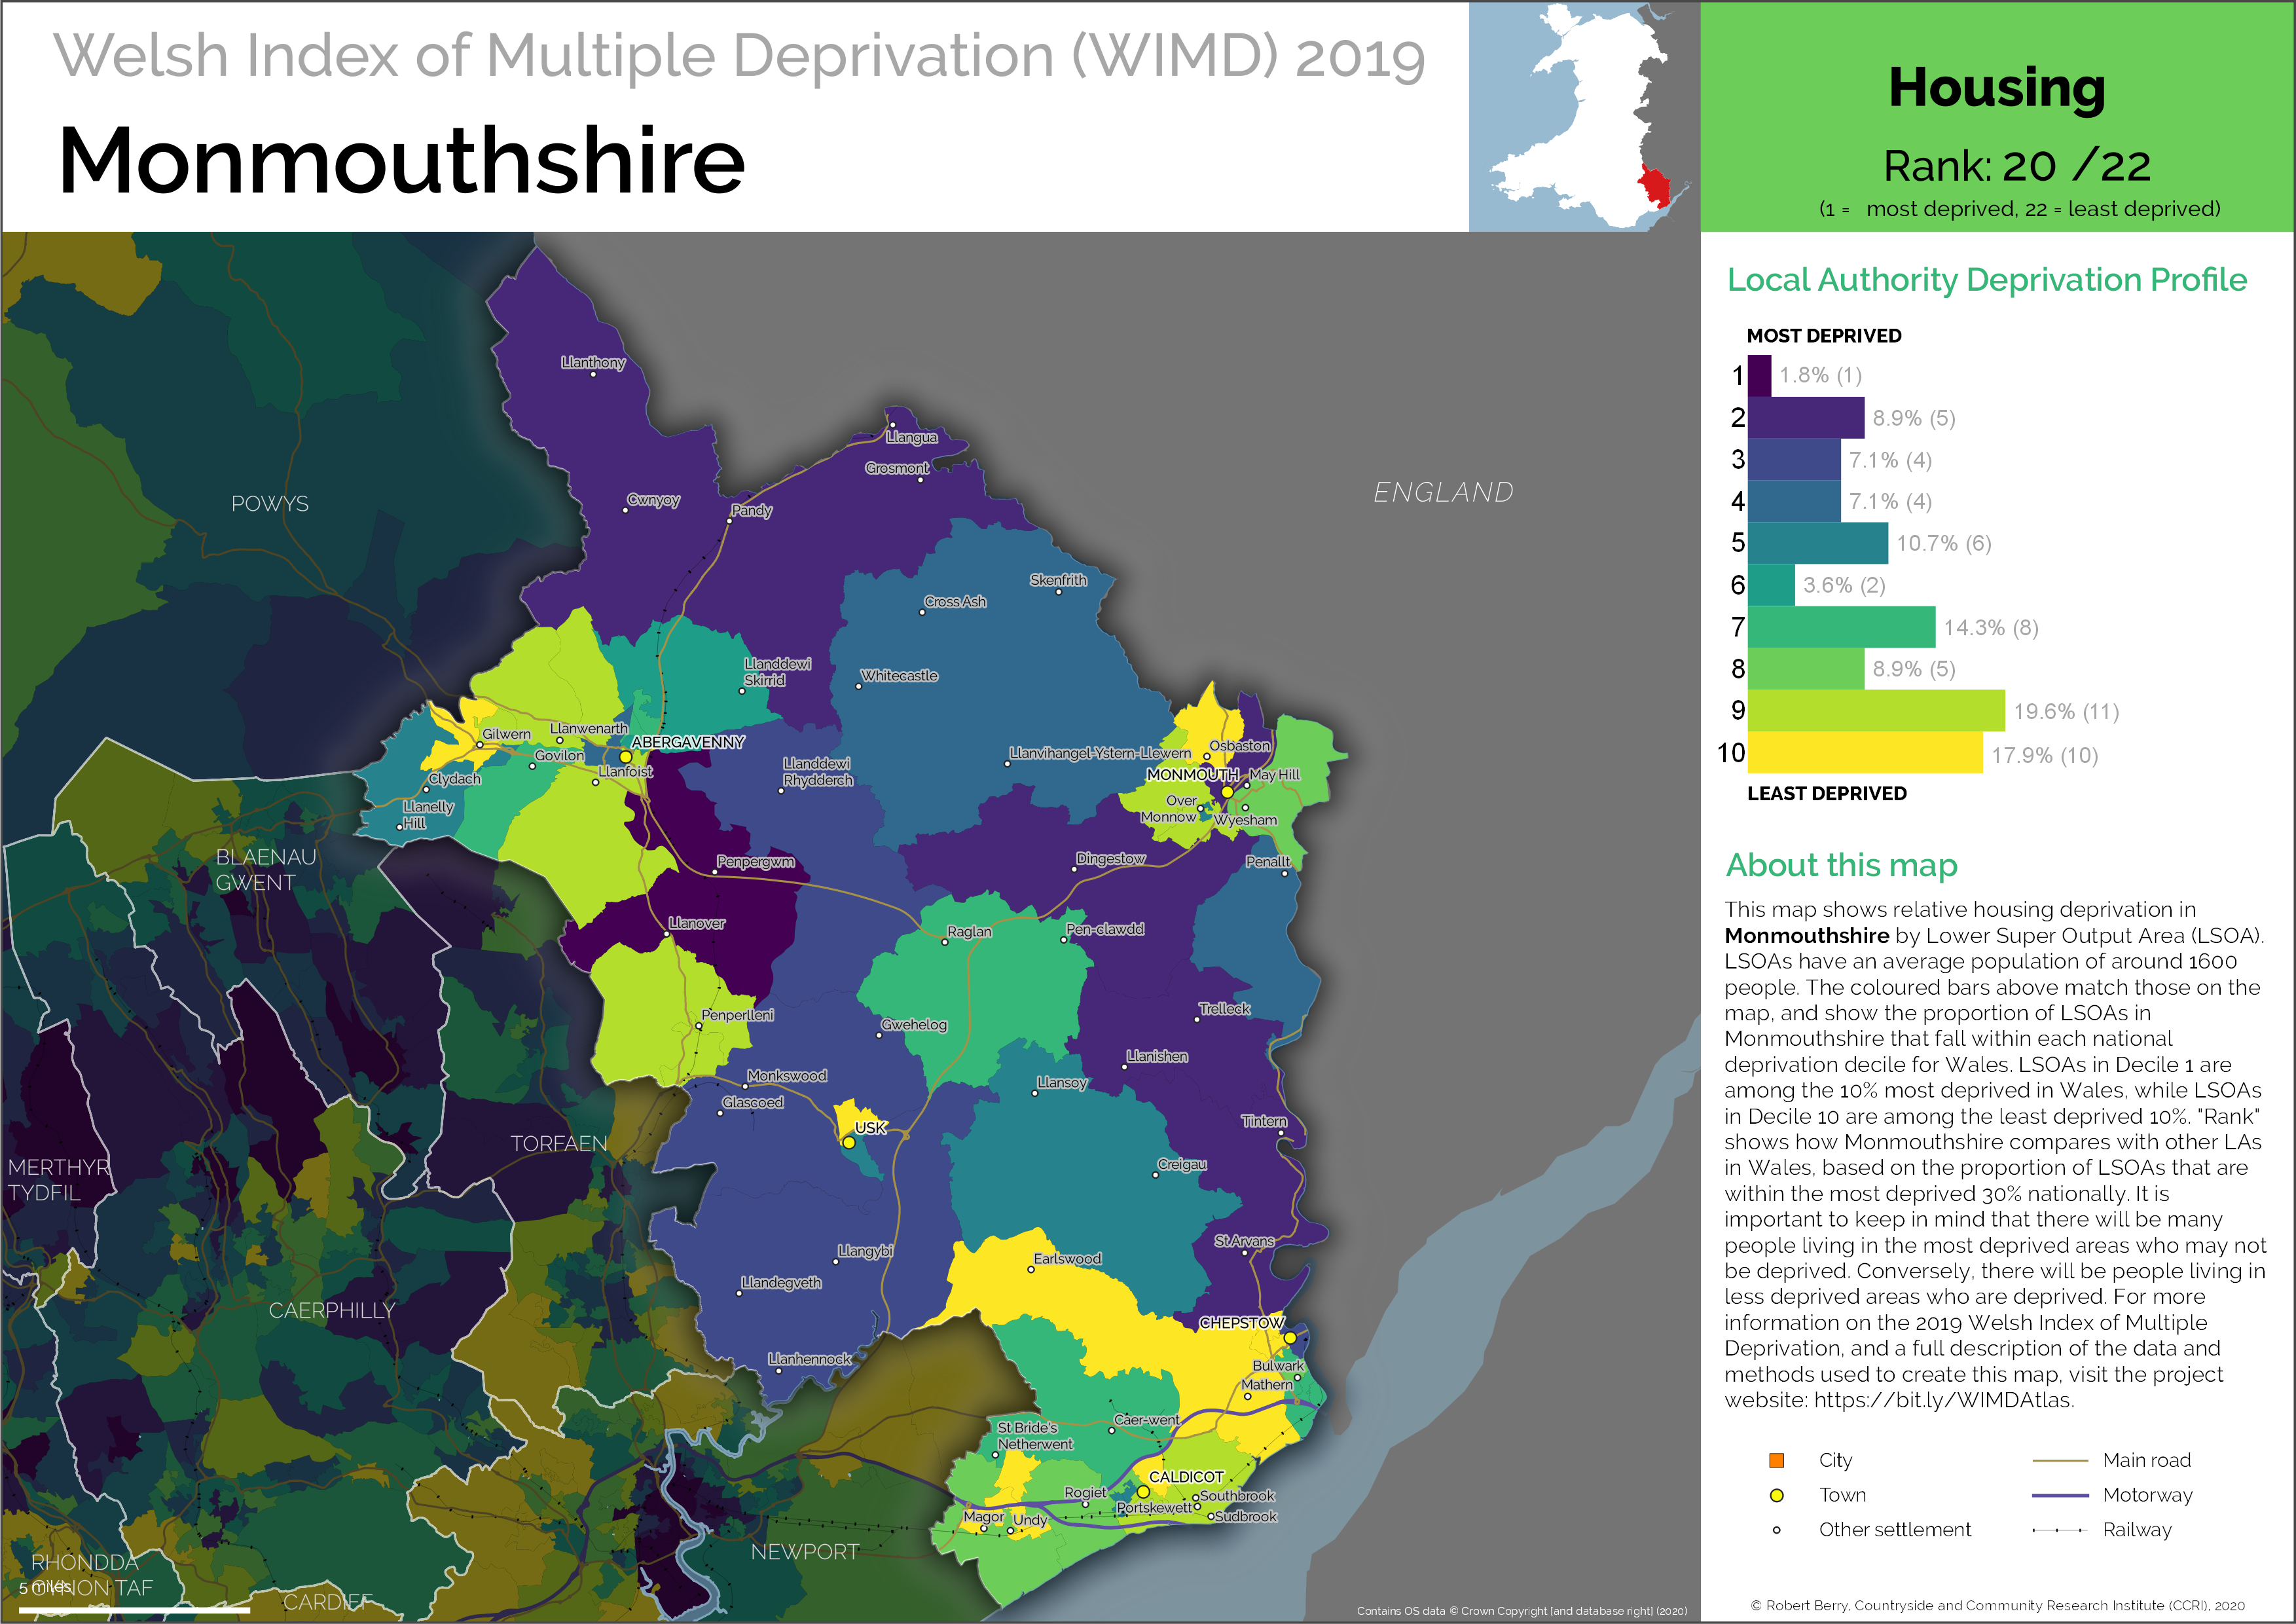 Welsh Index of Multiple Deprivation (WIMD) 2019
Monmouthshire
Housing
Rank: 20 /22
(1 = most deprived, 22 = least deprived)
Local Authority Deprivation Profile
MOST DEPRIVED
1 1.8% (1)
2 8.9% (5)
3 7.1% (4)
4 7.1% (4)
5 10.7% (6)
6 3.6% (2)
7 14.3% (8)
8 8.9% (5)
9 19.6% (11)
10 17.9% (10)
LEAST DEPRIVED
About this map
This map shows relative housing deprivation in
Monmouthshire by Lower Super Output Area (LSOA).
LSOAs have an average population of around 1600
people. The coloured bars above match those on the
map, and show the proportion of LSOAs in
Monmouthshire that fall within each national
deprivation decile for Wales. LSOAs in Decile 1 are
among the 10% most deprived in Wales, while LSOAs
in Decile 10 are among the least deprived 10%. "Rank"
shows how Monmouthshire compares with other LAs
in Wales, based on the proportion of LSOAs that are
within the most deprived 30% nationally. It is
important to keep in mind that there will be many
people living in the most deprived areas who may not
be deprived. Conversely, there will be people living in
less deprived areas who are deprived. For more
information on the 2019 Welsh Index of Multiple
Deprivation, and a full description of the data and
methods used to create this map, visit the project
website: https://bit.ly/WIMDAtlas.
City
Main road
Town
Motorway
Other settlement
Railway
© Robert Berry, Countryside and Community Research Institute (CCRI), 2020
Llanthony
Llangua
Grosmont
Cwnyoy
Pandy
POWYS
ENGLAND
Skenfrith
Cross Ash
Llanddewi
Skirrid
Whitecastle
Gilwern
Llanwenarth
ABERGAVENNY
Govilon
Llanfoist
Clydach
Llanelly
Hill
Llanddewi
Rhydderch
Llanvihangel-Ystern-Llewern
Osbaston
MONMOUTH
May Hill
Over
Monnow
Wyesham
BLAENAU
GWENT
Penpergwm
Dingestow
Penallt
Llanover
Raglan
Pen-clawdd
Penperlleni
Gwehelog
Trelleck
Llanishen
Monkswood
Glascoed
Llansoy
USK
Tintern
TORFAEN
MERTHYR
TYDFIL
Creigau
St Arvans
Llangybi
Earlswood
Llandegveth
CAERPHILLY
CHEPSTOW
Llanhennock
Bulwark
Mathern
Caer-went
St Bride's
Netherwent
CALDICOT
Rogiet
Southbrook
Portskewett
Sudbrook
Magor
Undy
NEWPORT
RHONDDA
CYNON TAF
5 miles
CARDIFF
Contains OS data © Crown Copyright [and database right] (2020)